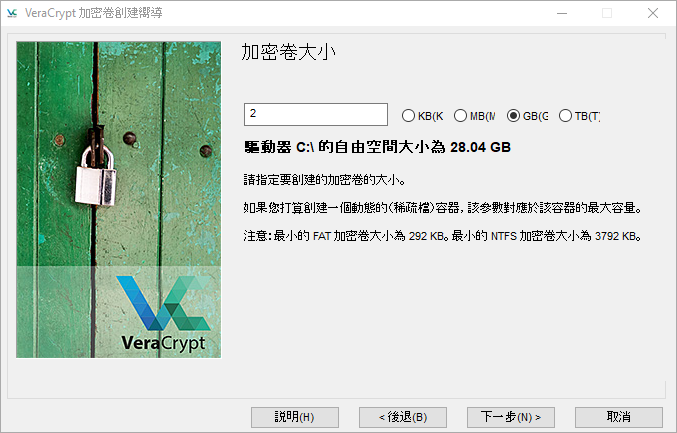 VeraCrypt 加密卷創建嚮導
加密卷大小
2
KB(K
MB(M
GB(G
TB(T)
驅動器 C:\ 的自由空間大小為 28.04 GB
請指定要創建的加密卷的大小。
如果您打算創建一個動態的(稀疏檔)容器, 該參數對應於該容器的最大容量。
注意: 最小的 FAT 加密卷大小為 292 KB。最小的 NTFS 加密卷大小為 3792 KB。
VeraCrypt
說明(H)
< 後退(B)
下一步(N) >
取消